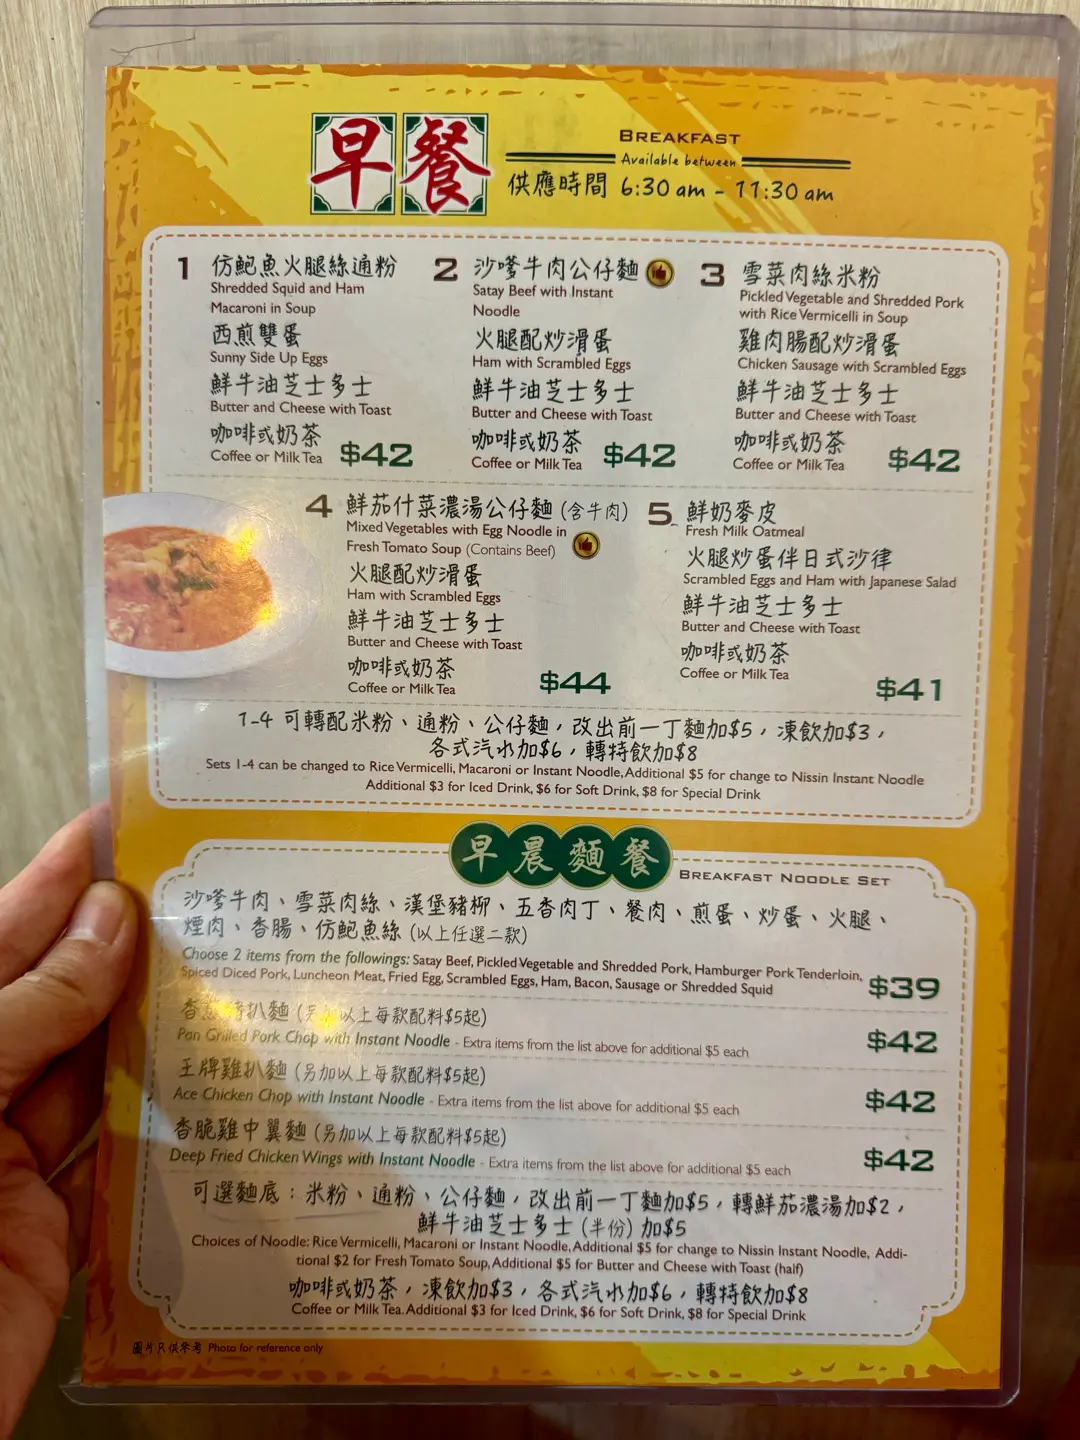 早餐
BREAKFAST
Available between
供應時間 6:30 am - 11:30 am
1 仿鮑魚火腿絲通粉
Shredded Squid and Ham
Macaroni in Soup
西煎雙蛋
Sunny Side Up Eggs
鮮牛油芝士多士
Butter and Cheese with Toast
咖啡或奶茶
Coffee or Milk Tea $42
2 沙嗲牛肉公仔麵
Satay Beef with Instant
Noodle
火腿配炒滑蛋
Ham with Scrambled Eggs
鮮牛油芝士多士
Butter and Cheese with Toast
咖啡或奶茶
Coffee or Milk Tea $42
3 雪菜肉絲米粉
Pickled Vegetable and Shredded Pork
with Rice Vermicelli in Soup
雞肉腸配炒滑蛋
Chicken Sausage with Scrambled Eggs
鮮牛油芝士多士
Butter and Cheese with Toast
咖啡或奶茶
Coffee or Milk Tea $42
4 鮮茄什菜濃湯公仔麵 (含牛肉)
Mixed Vegetables with Egg Noodle in
Fresh Tomato Soup (Contains Beef)
火腿配炒滑蛋
Ham with Scrambled Eggs
鮮牛油芝士多士
Butter and Cheese with Toast
咖啡或奶茶
Coffee or Milk Tea $44
5 鮮奶麥皮
Fresh Milk Oatmeal
火腿炒蛋伴日式沙律
Scrambled Eggs and Ham with Japanese Salad
鮮牛油芝士多士
Butter and Cheese with Toast
咖啡或奶茶
Coffee or Milk Tea $41
1-4 可轉配米粉、通粉、公仔麵，改出前一丁麵加$5，凍飲加$3，
各式汽水加$6，轉特飲加$8
Sets 1-4 can be changed to Rice Vermicelli, Macaroni or Instant Noodle, Additional $5 for change to Nissin Instant Noodle
Additional $3 for Iced Drink, $6 for Soft Drink, $8 for Special Drink
早晨麵餐 BREAKFAST NOODLE SET
沙嗲牛肉、雪菜肉絲、漢堡豬柳、五香肉丁、餐肉、煎蛋、炒蛋、火腿、
煙肉、香腸、仿鮑魚絲 (以上任選二款)
Choose 2 items from the followings: Satay Beef, Pickled Vegetable and Shredded Pork, Hamburger Pork Tenderloin,
Spiced Diced Pork, Luncheon Meat, Fried Egg, Scrambled Eggs, Ham, Bacon, Sausage or Shredded Squid $39
香煎豬扒麵 (另加以上每款配料$5起)
Pan Grilled Pork Chop with Instant Noodle - Extra items from the list above for additional $5 each $42
王牌雞扒麵 (另加以上每款配料$5起)
Ace Chicken Chop with Instant Noodle - Extra items from the list above for additional $5 each $42
香脆雞中翼麵 (另加以上每款配料$5起)
Deep Fried Chicken Wings with Instant Noodle - Extra items from the list above for additional $5 each $42
可選麵底：米粉、通粉、公仔麵，改出前一丁麵加$5，轉鮮茄濃湯加$2，
鮮牛油芝士多士 (半份) 加$5
Choices of Noodle: Rice Vermicelli, Macaroni or Instant Noodle, Additional $5 for change to Nissin Instant Noodle, Addi-
tional $2 for Fresh Tomato Soup, Additional $5 for Butter and Cheese with Toast (half)
咖啡或奶茶，凍飲加$3，各式汽水加$6，轉特飲加$8
Coffee or Milk Tea. Additional $3 for Iced Drink, $6 for Soft Drink, $8 for Special Drink
圖片只供參考 Photo for reference only